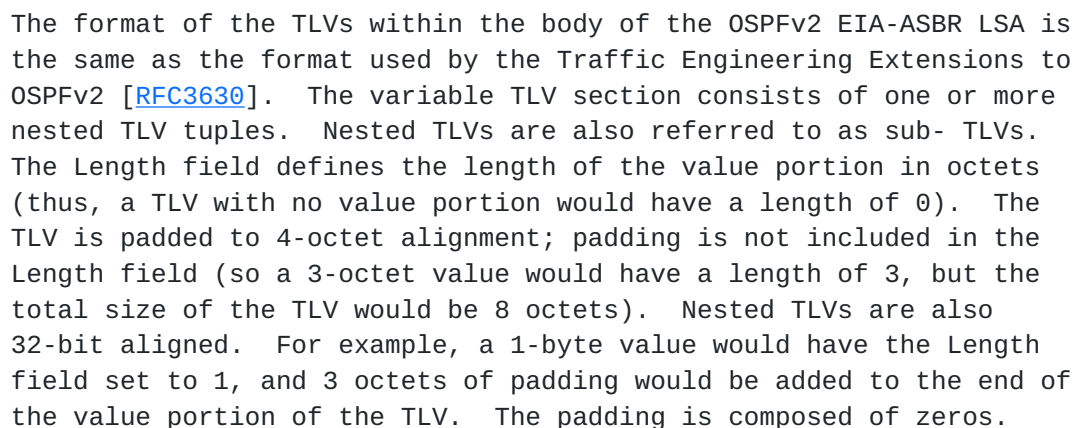 The format of the TLVs within the body of the OSPFv2 EIA-ASBR LSA is
the same as the format used by the Traffic Engineering Extensions to
OSPFv2 [RFC3630].  The variable TLV section consists of one or more
nested TLV tuples.  Nested TLVs are also referred to as sub- TLVs.
The Length field defines the length of the value portion in octets
(thus, a TLV with no value portion would have a length of 0).  The
TLV is padded to 4-octet alignment; padding is not included in the
Length field (so a 3-octet value would have a length of 3, but the
total size of the TLV would be 8 octets).  Nested TLVs are also
32-bit aligned.  For example, a 1-byte value would have the Length
field set to 1, and 3 octets of padding would be added to the end of
the value portion of the TLV.  The padding is composed of zeros.